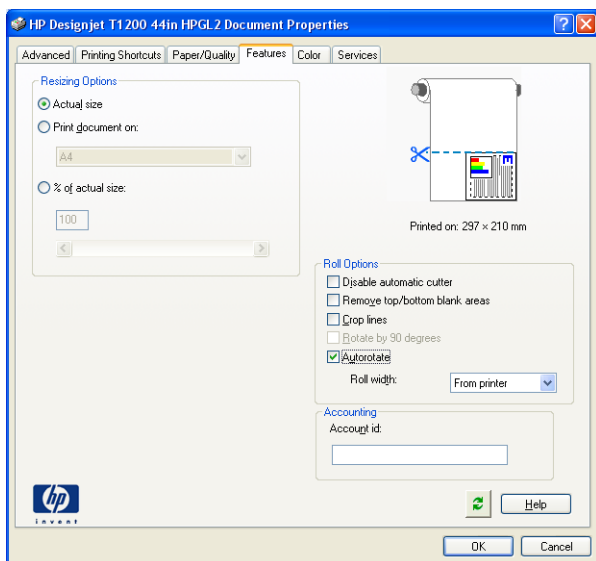 HP Designjet T1200 44in HPGL2 Document Properties
Advanced Printing Shortcuts Paper/Quality Features Color Services
Resizing Options
Actual size
Print document on:
A4
% of actual size:
100
E
Printed on: 297 × 210 mm
Roll Options
Disable automatic cutter
Remove top/bottom blank areas
Crop lines
Rotate by 90 degrees
Autorotate
Roll width: From printer
Accounting
Account id:
hp
invent
Help
OK Cancel